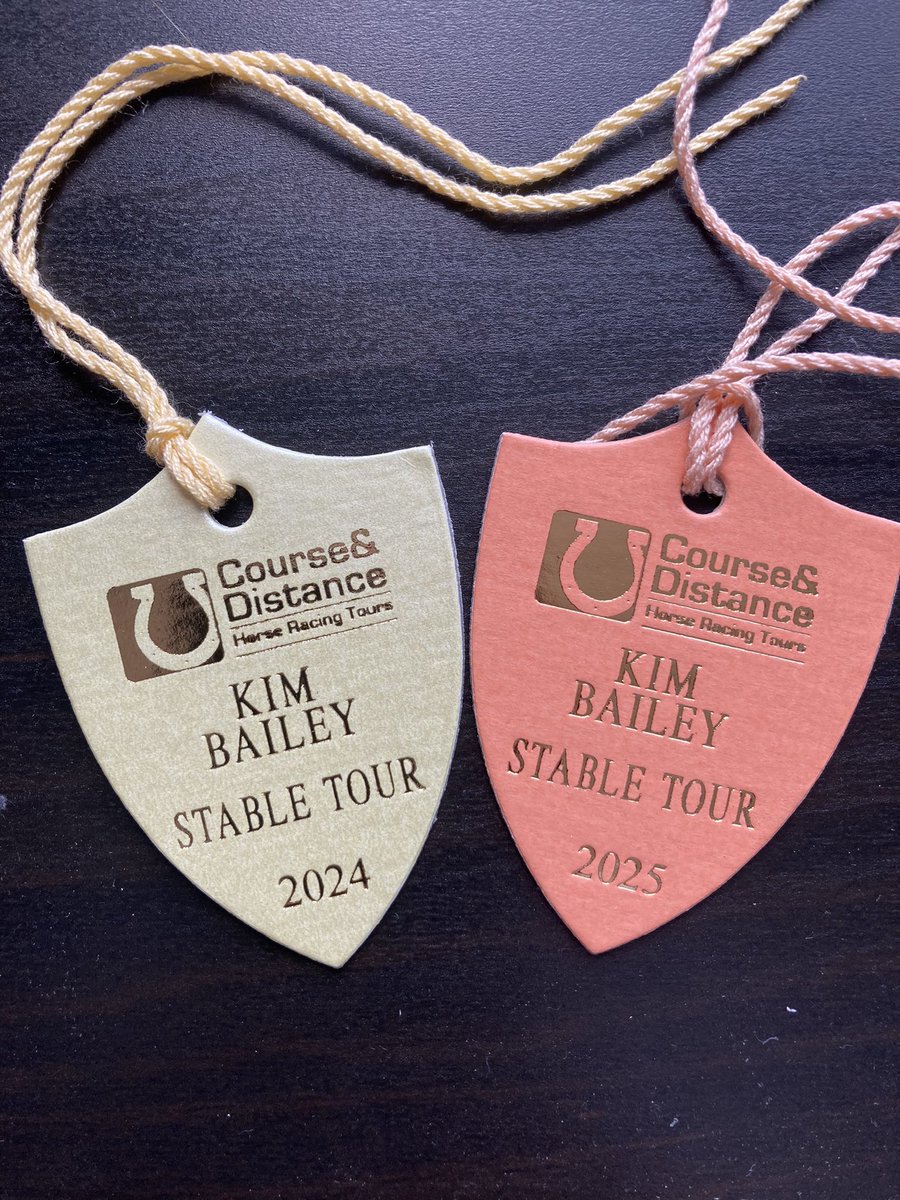 Course&
Distance
Horse Racing Tours
KIM
BAILEY
STABLE TOUR
2024
Course&
Distance
Horse Racing Tours
KIM
BAILEY
STABLE TOUR
2025